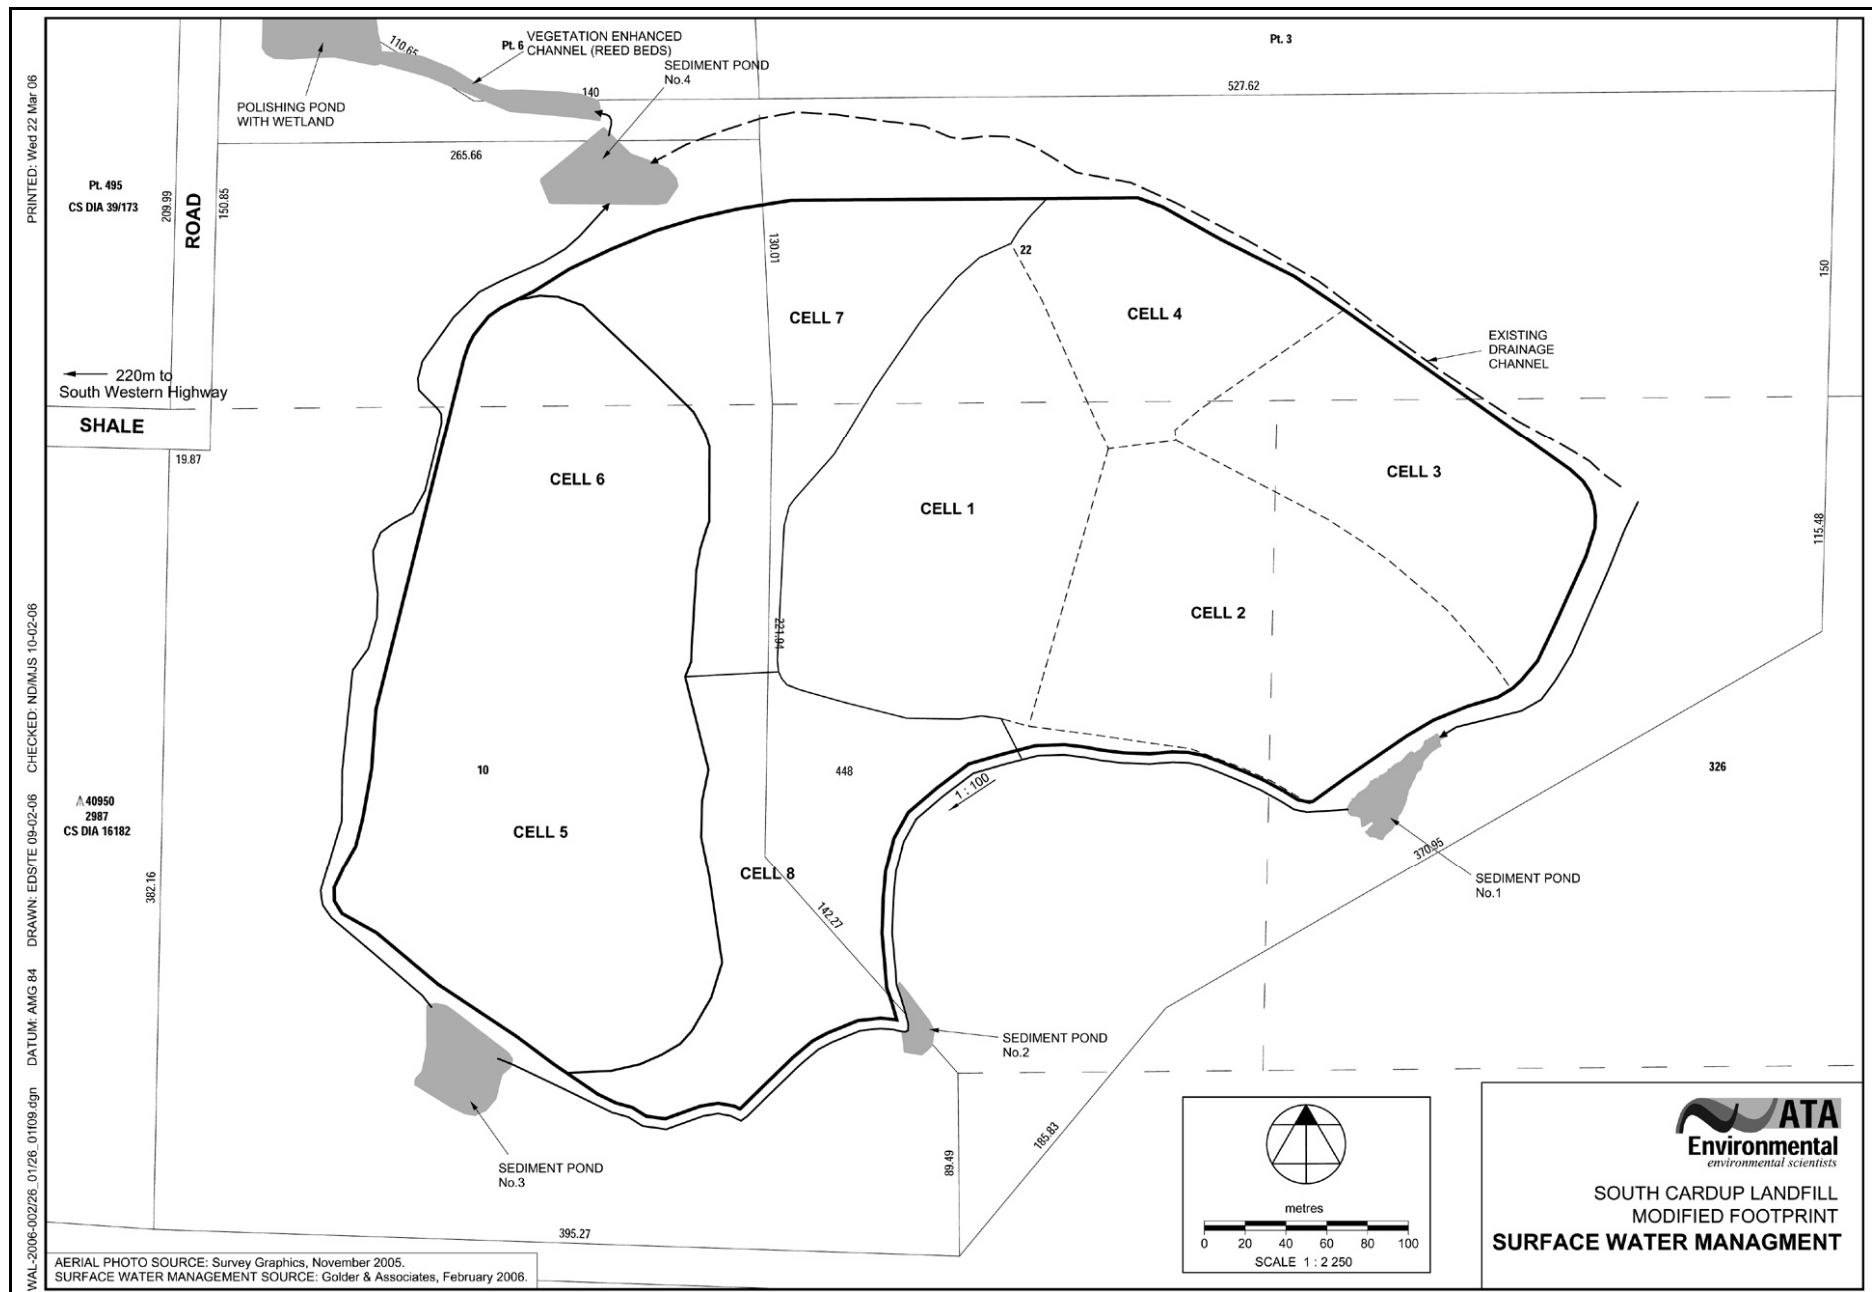 VEGETATION ENHANCED
CHANNEL (REED BEDS)
Pt. 6
110.65
SEDIMENT POND
No.4
140
Pt. 3
527.62
POLISHING POND
WITH WETLAND
265.66
Pt. 495
CS DIA 39/173
209.99
ROAD
150.85
130.01
22
150
CELL 7
CELL 4
EXISTING
DRAINAGE
CHANNEL
220m to
South Western Highway
SHALE
19.87
CELL 6
CELL 1
CELL 3
115.48
CELL 2
221.94
10
448
1 : 100
326
40950
2987
CS DIA 16182
CELL 5
CELL 8
382.16
142.27
370.95
SEDIMENT POND
No.1
SEDIMENT POND
No.2
SEDIMENT POND
No.3
89.49
185.83
395.27
metres
0 20 40 60 80 100
SCALE 1 : 2 250
ATA
Environmental
environmental scientists
SOUTH CARDUP LANDFILL
MODIFIED FOOTPRINT
SURFACE WATER MANAGMENT
AERIAL PHOTO SOURCE: Survey Graphics, November 2005.
SURFACE WATER MANAGEMENT SOURCE: Golder & Associates, February 2006.
WAL-2006-002/26_01/26_01f09.dgn DATUM: AMG 84 DRAWN: EDS/TE 09-02-06 CHECKED: ND/MJS 10-02-06 PRINTED: Wed 22 Mar 06